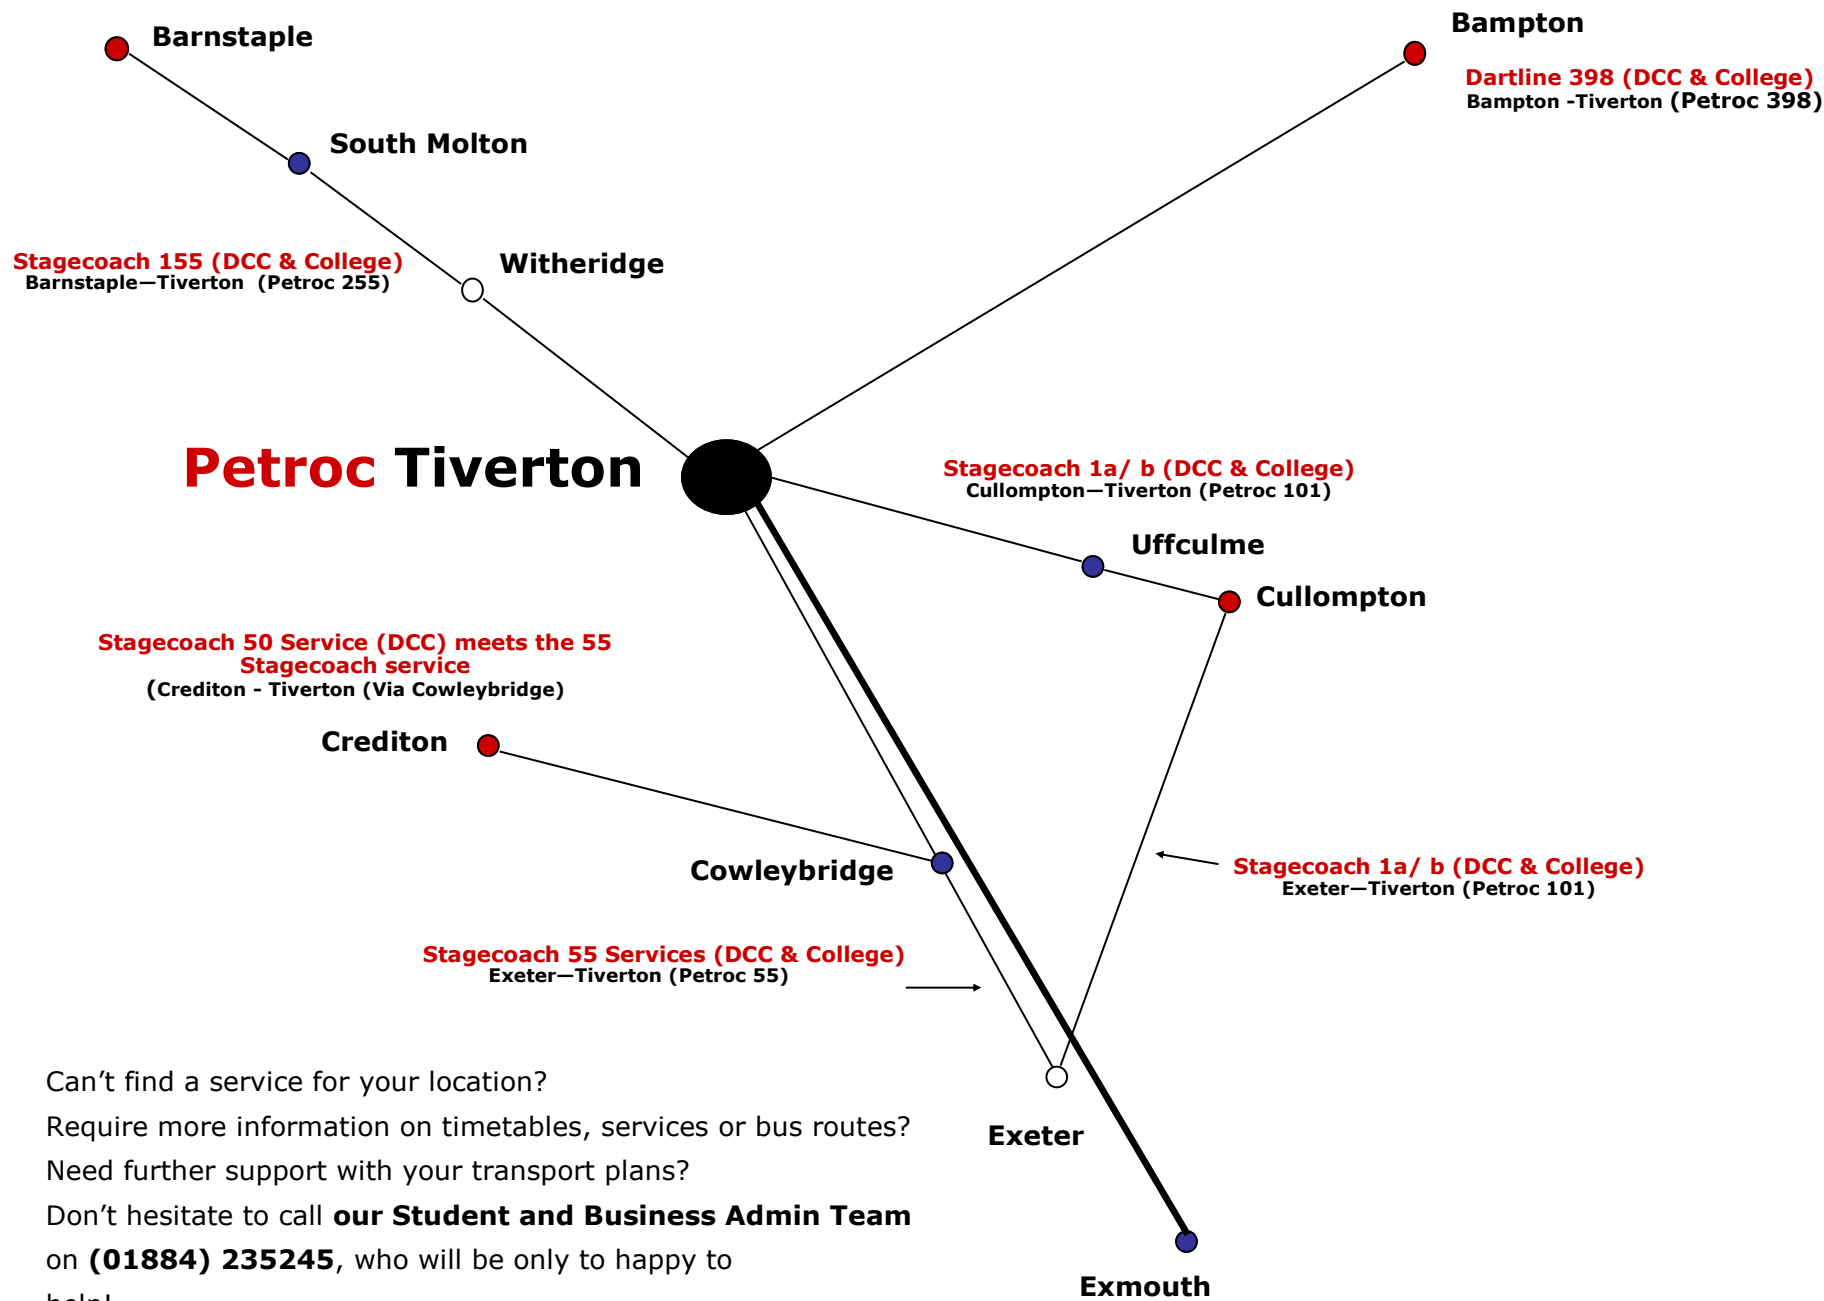 Barnstaple
Bampton
Dartline 398 (DCC & College)
Bampton -Tiverton (Petroc 398)
South Molton
Stagecoach 155 (DCC & College)
Barnstaple—Tiverton (Petroc 255)
Witheridge
Petroc Tiverton
Stagecoach 1a/ b (DCC & College)
Cullompton—Tiverton (Petroc 101)
Uffculme
Cullompton
Stagecoach 50 Service (DCC) meets the 55
Stagecoach service
(Crediton - Tiverton (Via Cowleybridge)
Crediton
Cowleybridge
Stagecoach 1a/ b (DCC & College)
Exeter—Tiverton (Petroc 101)
Stagecoach 55 Services (DCC & College)
Exeter—Tiverton (Petroc 55)
Exeter
Exmouth
Can’t find a service for your location?
Require more information on timetables, services or bus routes?
Need further support with your transport plans?
Don’t hesitate to call our Student and Business Admin Team
on (01884) 235245, who will be only to happy to
help!